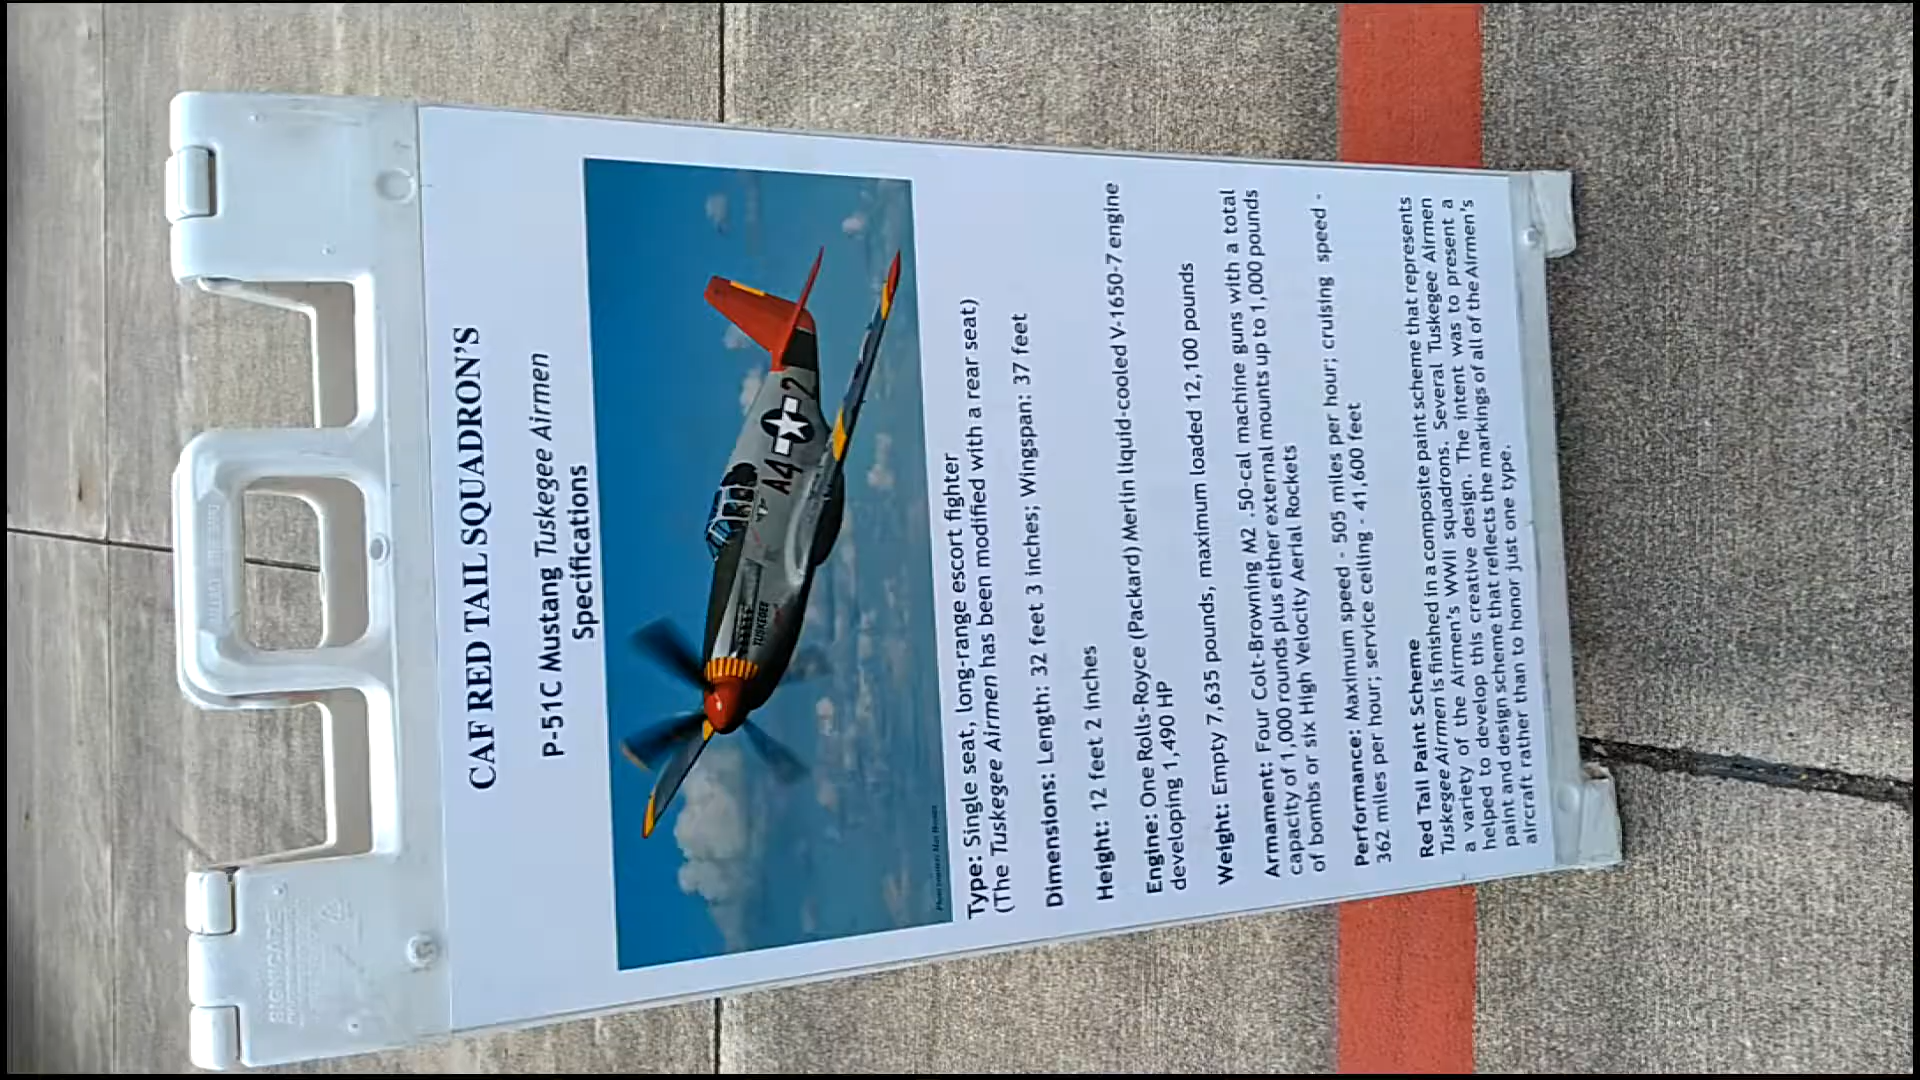 CAF RED TAIL SQUADRON'S
P-51C Mustang Tuskegee Airmen
Specifications
TUSKEGEE
A4
2
Type: Single seat, long-range escort fighter
(The Tuskegee Airmen has been modified with a rear seat)
Dimensions: Length: 32 feet 3 inches; Wingspan: 37 feet
Height: 12 feet 2 inches
Engine: One Rolls-Royce (Packard) Merlin liquid-cooled V-1650-7 engine
developing 1,490 HP
Weight: Empty 7,635 pounds, maximum loaded 12,100 pounds
Armament: Four Colt-Browning M2 .50-cal machine guns with a total
capacity of 1,000 rounds plus either external mounts up to 1,000 pounds
of bombs or six High Velocity Aerial Rockets
Performance: Maximum speed - 505 miles per hour; cruising speed -
362 miles per hour; service ceiling - 41,600 feet
Red Tail Paint Scheme
Tuskegee Airmen is finished in a composite paint scheme that represents
a variety of the Airmen's WWII squadrons. Several Tuskegee Airmen
helped to develop this creative design. The intent was to present a
paint and design scheme that reflects the markings of all of the Airmen's
aircraft rather than to honor just one type.